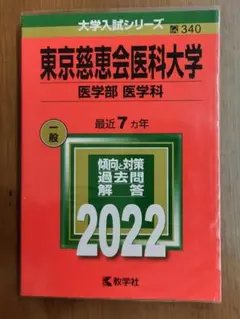 大学入試シリーズ 340
東京慈恵会医科大学
医学部 医学科
一般
最近7カ年
傾向と対策
過去問
解答
2022
教学社